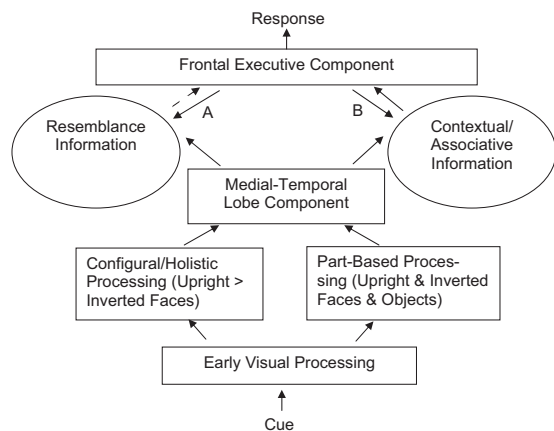 Response
Frontal Executive Component
A
B
Resemblance
Information
Contextual/
Associative
Information
Medial-Temporal
Lobe Component
Configural/Holistic
Processing (Upright >
Inverted Faces)
Part-Based Proces-
sing (Upright & Inverted
Faces & Objects)
Early Visual Processing
Cue